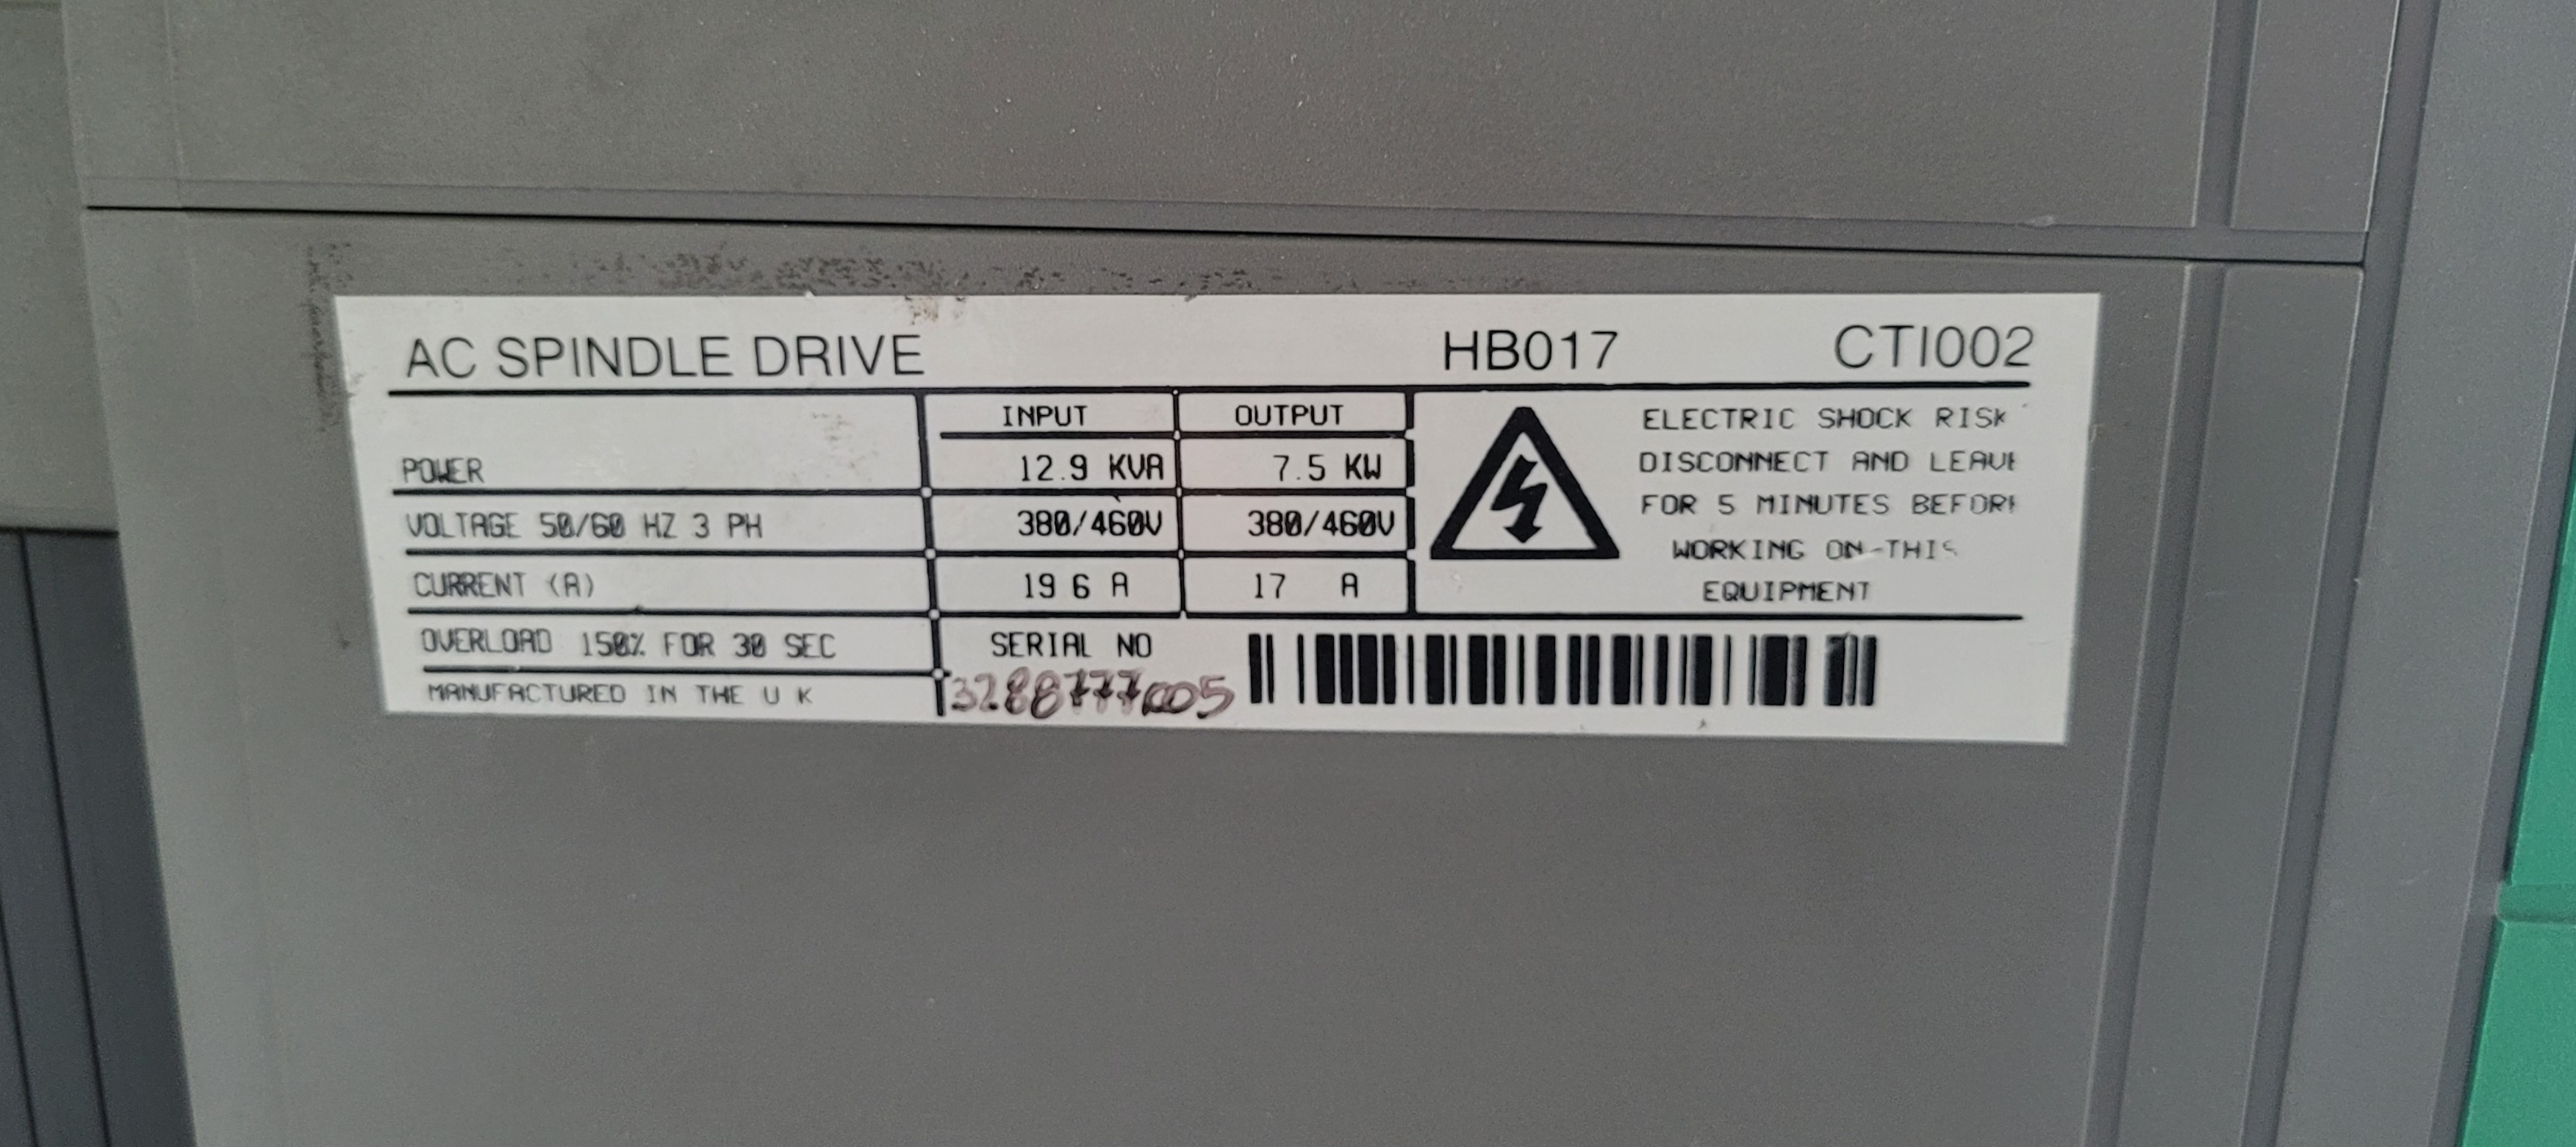 AC SPINDLE DRIVE HB017 CTI002
INPUT OUTPUT
POWER 12.9 KVA 7.5 KW
VOLTAGE 50/60 HZ 3 PH 380/460V 380/460V
CURRENT (A) 19 6 A 17 A
OVERLOAD 150% FOR 30 SEC
MANUFACTURED IN THE U K
SERIAL NO
3288777005
ELECTRIC SHOCK RISK
DISCONNECT AND LEAVE
FOR 5 MINUTES BEFORE
WORKING ON THIS
EQUIPMENT